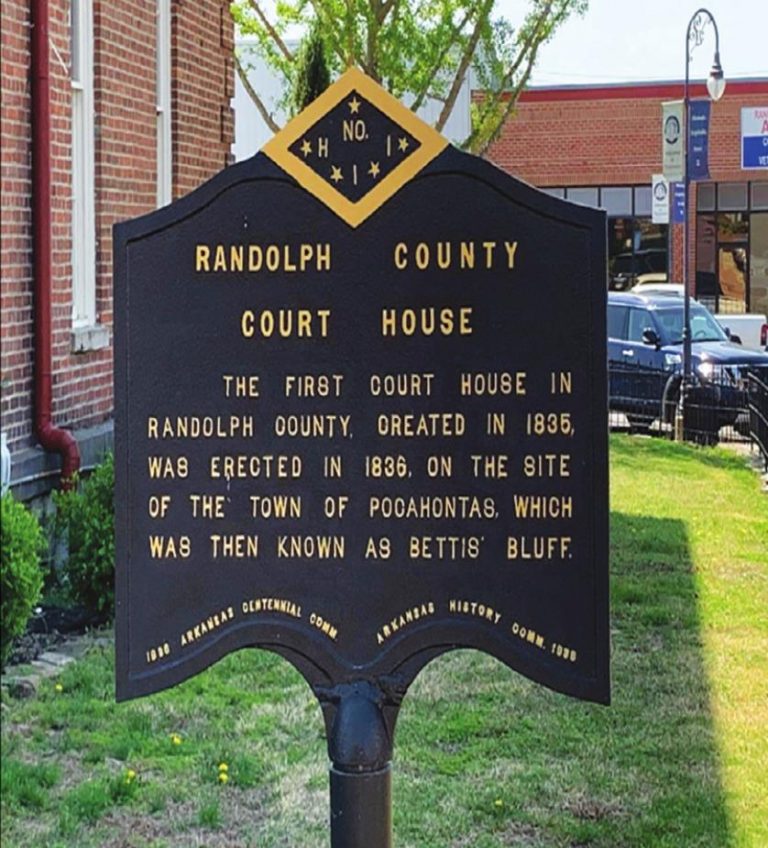 NO.
H I
I
RANDOLPH COUNTY
COURT HOUSE
THE FIRST COURT HOUSE IN
RANDOLPH COUNTY, CREATED IN 1835,
WAS ERECTED IN 1836, ON THE SITE
OF THE TOWN OF POCAHONTAS, WHICH
WAS THEN KNOWN AS BETTIS' BLUFF.
1936 ARKANSAS CENTENNIAL COMM. ARKANSAS HISTORY COMM. 1936